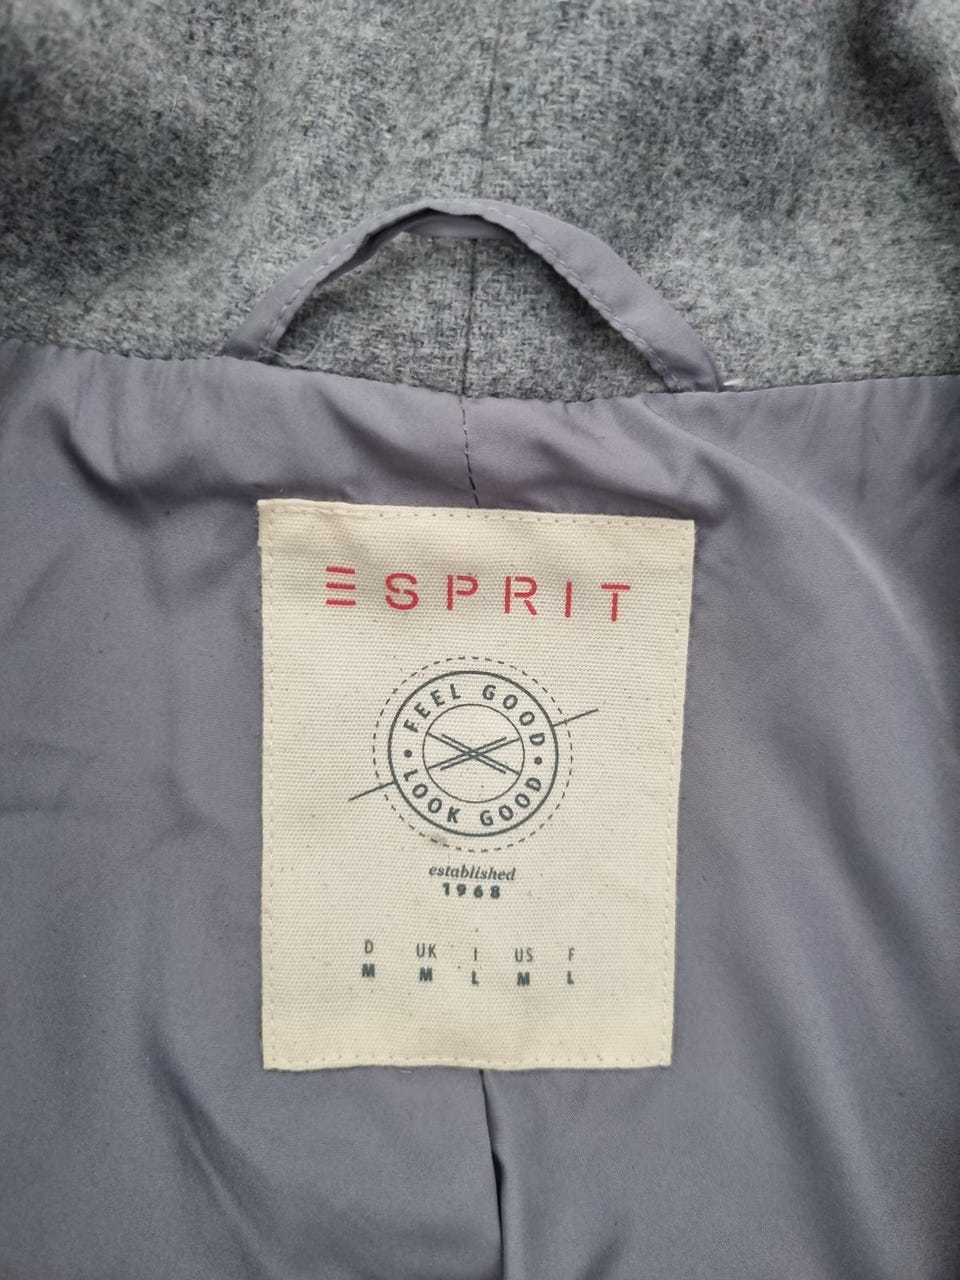 ESPRIT
FEEL GOOD
• LOOK GOOD •
established
1968
D UK I US F
M M L M L